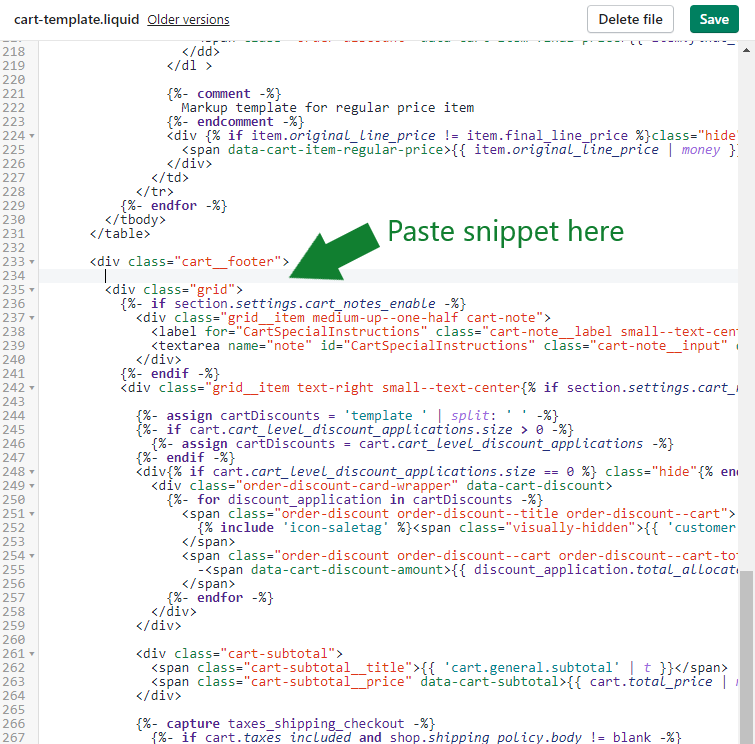 cart-template.liquid Older versions Delete file Save
218 </dd>
219 </dl >
220
221 {%- comment -%}
222 Markup template for regular price item
223 {%- endcomment -%}
224 <div {% if item.original_line_price != item.final_line_price %}class="hide"
225 <span data-cart-item-regular-price>{{ item.original_line_price | money }
226 </div>
227 </td>
228 </tr>
229 {%- endfor -%}
230 </tbody>
231 </table>
Paste snippet here
232
233 <div class="cart__footer">
234
235 <div class="grid">
236 {%- if section.settings.cart_notes_enable -%}
237 <div class="grid__item medium-up--one-half cart-note">
238 <label for="CartSpecialInstructions" class="cart-note__label small--text-cent
239 <textarea name="note" id="CartSpecialInstructions" class="cart-note__input"
240 </div>
241 {%- endif -%}
242 <div class="grid__item text-right small--text-center{% if section.settings.cart_
243
244 {%- assign cartDiscounts = 'template ' | split: ' ' -%}
245 {%- if cart.cart_level_discount_applications.size > 0 -%}
246 {%- assign cartDiscounts = cart.cart_level_discount_applications -%}
247 {%- endif -%}
248 <div{% if cart.cart_level_discount_applications.size == 0 %} class="hide"{% en
249 <div class="order-discount-card-wrapper" data-cart-discount>
250 {%- for discount_application in cartDiscounts -%}
251 <span class="order-discount order-discount--title order-discount--cart">
252 {% include 'icon-saletag' %}<span class="visually-hidden">{{ 'customer
253 </span>
254 <span class="order-discount order-discount--cart order-discount--cart-to
255 -<span data-cart-discount-amount>{{ discount_application.total_allocat
256 </span>
257 {%- endfor -%}
258 </div>
259 </div>
260
261 <div class="cart-subtotal">
262 <span class="cart-subtotal__title">{{ 'cart.general.subtotal' | t }}</span>
263 <span class="cart-subtotal__price" data-cart-subtotal>{{ cart.total_price |
264 </div>
265
266 {%- capture taxes_shipping_checkout -%}
267 {%- if cart.taxes_included and shop.shipping_policy.body != blank -%}